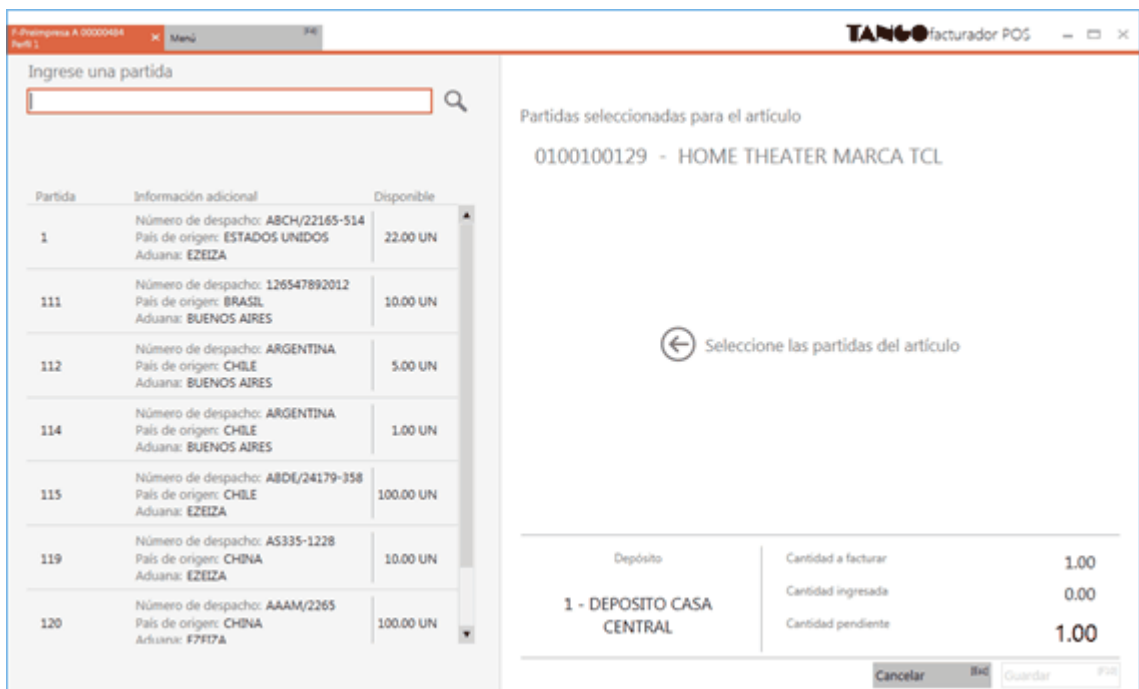 F-Preimpresa A 00000484
Perfil 1
Menú
TANGO facturador POS
Ingrese una partida
Partida Información adicional Disponible
1
Número de despacho: ABCH/22165-514
País de origen: ESTADOS UNIDOS
Aduana: EZEIZA
22.00 UN
111
Número de despacho: 126547892012
País de origen: BRASIL
Aduana: BUENOS AIRES
10.00 UN
112
Número de despacho: ARGENTINA
País de origen: CHILE
Aduana: BUENOS AIRES
5.00 UN
114
Número de despacho: ARGENTINA
País de origen: CHILE
Aduana: BUENOS AIRES
1.00 UN
115
Número de despacho: ABDE/24179-358
País de origen: CHILE
Aduana: EZEIZA
100.00 UN
119
Número de despacho: AS335-1228
País de origen: CHINA
Aduana: EZEIZA
10.00 UN
120
Número de despacho: AAAM/2265
País de origen: CHINA
Aduana: EZEIZA
100.00 UN
Partidas seleccionadas para el artículo
0100100129 - HOME THEATER MARCA TCL
Seleccione las partidas del artículo
Depósito
1 - DEPOSITO CASA
CENTRAL
Cantidad a facturar 1.00
Cantidad ingresada 0.00
Cantidad pendiente 1.00
Cancelar [Esc]
Guardar